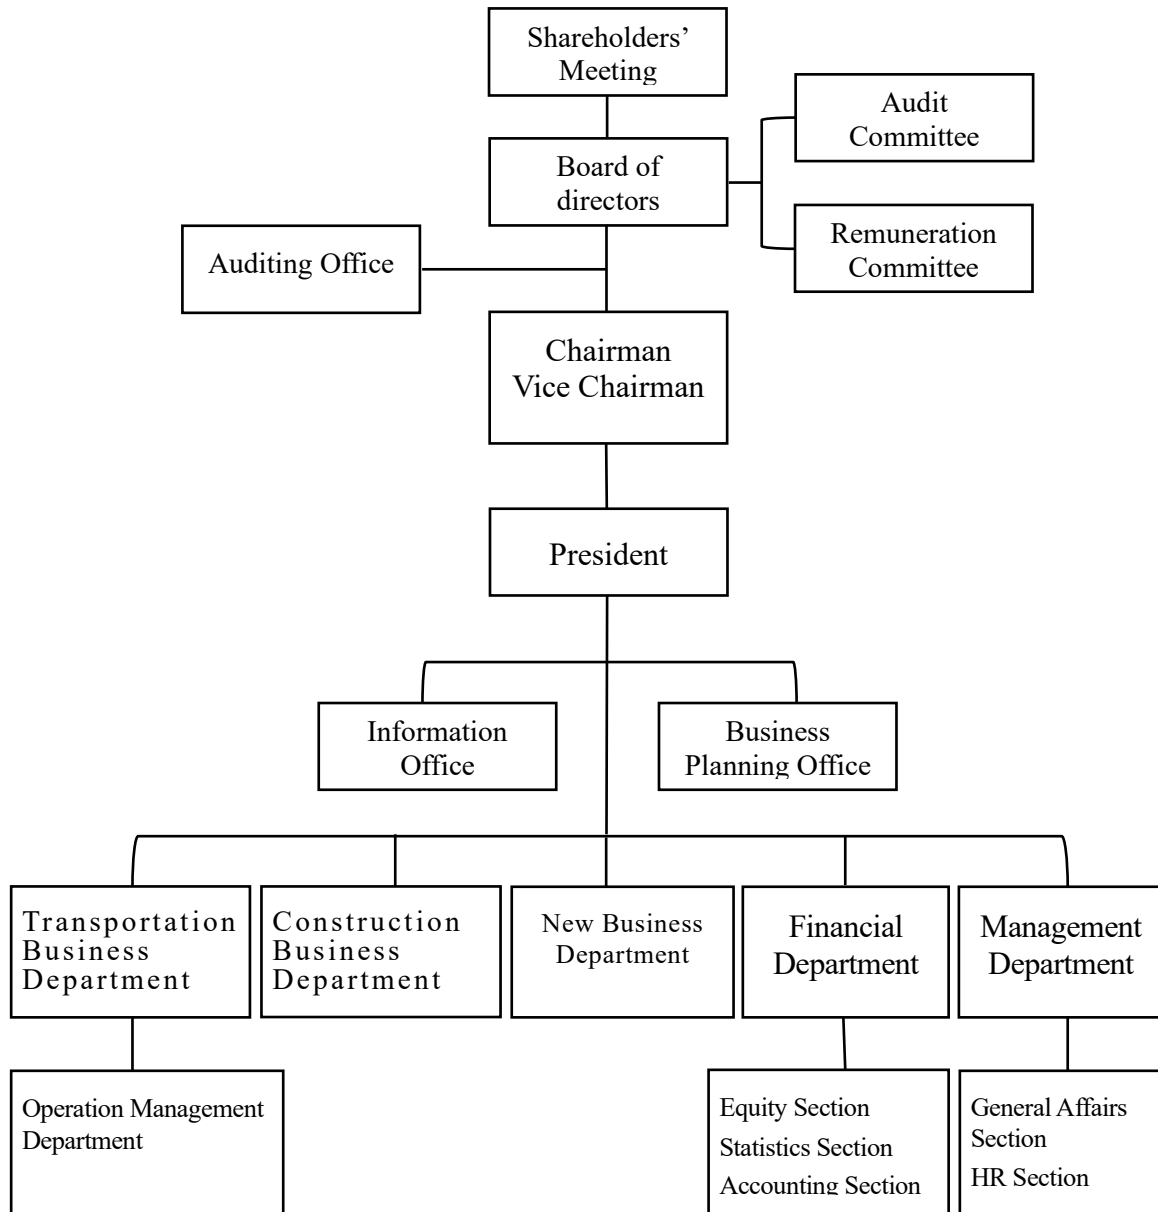 Shareholders’
Meeting
Audit
Committee
Board of
directors
Remuneration
Committee
Auditing Office
Chairman
Vice Chairman
President
Information
Office
Business
Planning Office
Transportation
Business
Department
Construction
Business
Department
New Business
Department
Financial
Department
Management
Department
Operation Management
Department
Equity Section
Statistics Section
Accounting Section
General Affairs
Section
HR Section